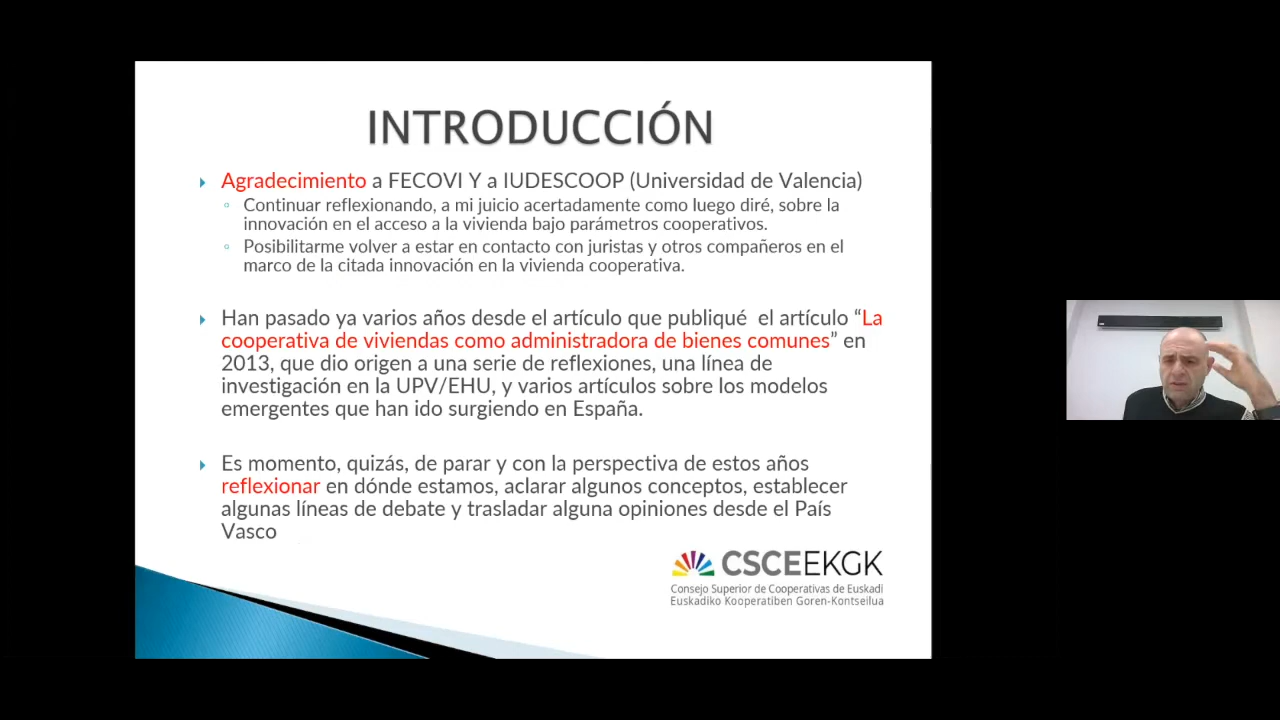 INTRODUCCIÓN
Agradecimiento a FECOVI Y a IUDESCOOP (Universidad de Valencia)
Continuar reflexionando, a mi juicio acertadamente como luego diré, sobre la
innovación en el acceso a la vivienda bajo parámetros cooperativos.
Posibilitarme volver a estar en contacto con juristas y otros compañeros en el
marco de la citada innovación en la vivienda cooperativa.
Han pasado ya varios años desde el artículo que publiqué el artículo “La
cooperativa de viviendas como administradora de bienes comunes” en
2013, que dio origen a una serie de reflexiones, una línea de
investigación en la UPV/EHU, y varios artículos sobre los modelos
emergentes que han ido surgiendo en España.
Es momento, quizás, de parar y con la perspectiva de estos años
reflexionar en dónde estamos, aclarar algunos conceptos, establecer
algunas líneas de debate y trasladar alguna opiniones desde el País
Vasco
CSCEEKGK
Consejo Superior de Cooperativas de Euskadi
Euskadiko Kooperatiben Goren-Kontseilua